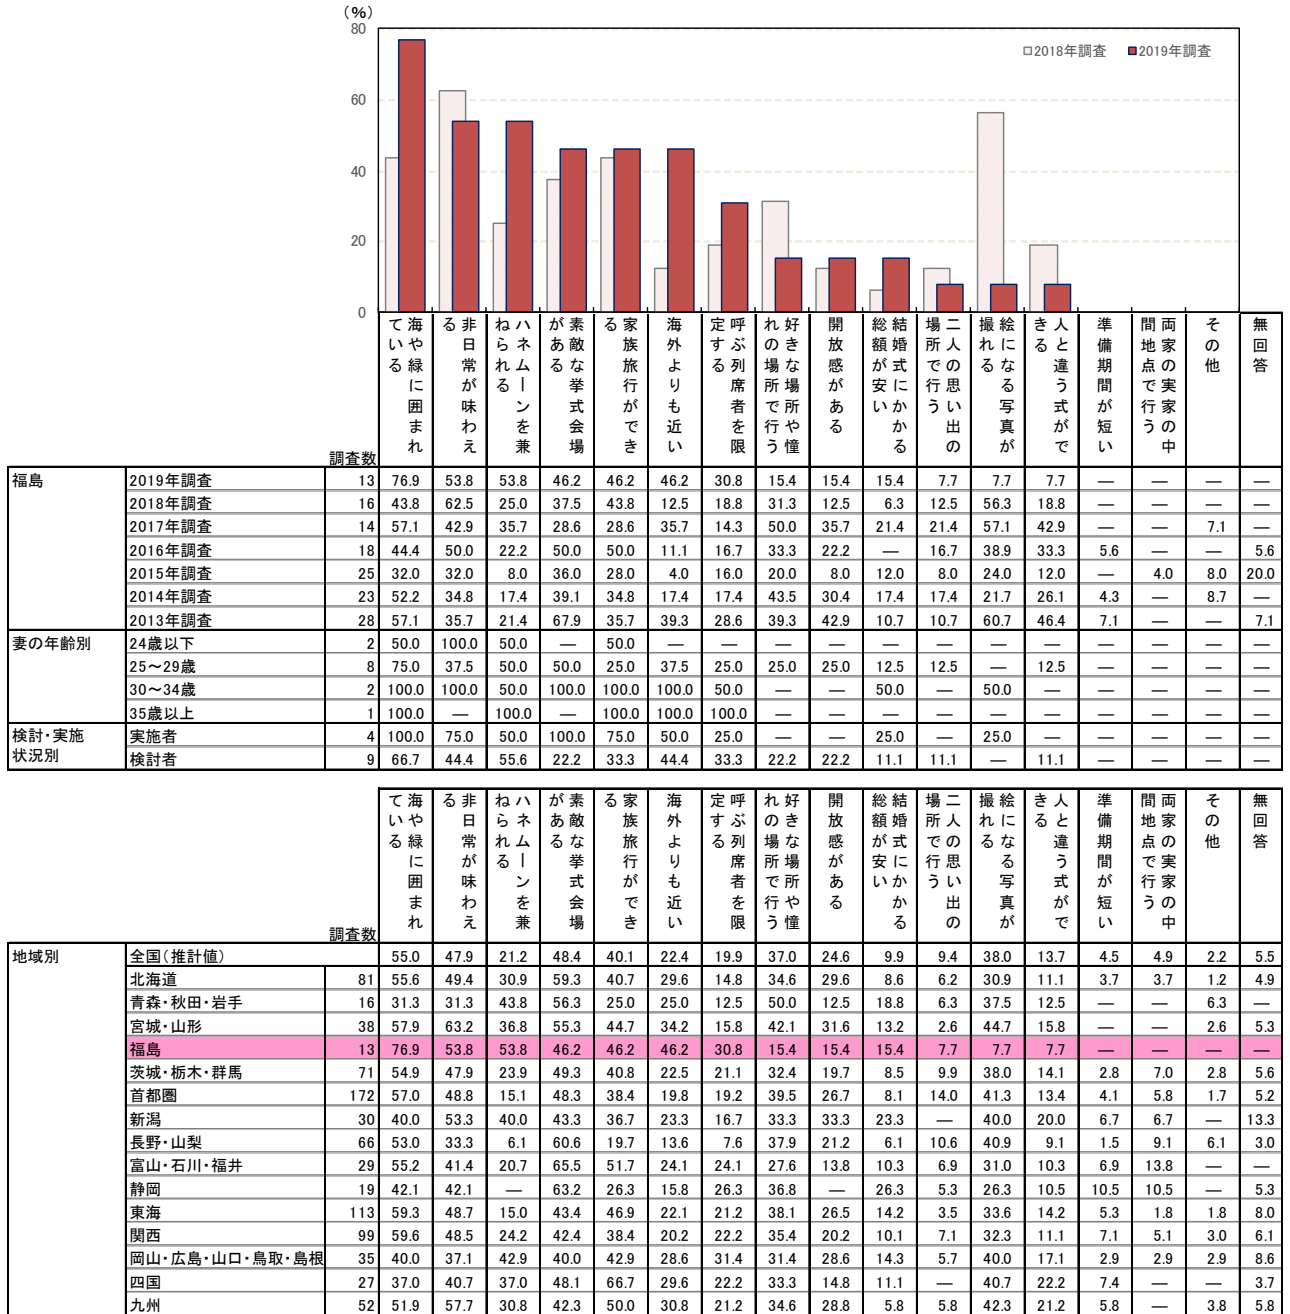 (%)
80
□2018年調査 ■2019年調査
60
40
20
0
調査数 海や緑に囲まれている 非日常が味わえる ハネムーンを兼ねられる 素敵な挙式会場がある 家族旅行ができる 海外よりも近い 呼ぶ列席者を限定する 好きな場所や憧れの場所で行う 開放感がある 結婚式にかかる総額が安い 二人の思い出の場所で行う 絵になる写真が撮れる 人と違う式ができる 準備期間が短い 両家の実家の中間地点で行う その他 無回答
福島 2019年調査 13 76.9 53.8 53.8 46.2 46.2 46.2 30.8 15.4 15.4 15.4 7.7 7.7 7.7 — — — —
2018年調査 16 43.8 62.5 25.0 37.5 43.8 12.5 18.8 31.3 12.5 6.3 12.5 56.3 18.8 — — — —
2017年調査 14 57.1 42.9 35.7 28.6 28.6 35.7 14.3 50.0 35.7 21.4 21.4 57.1 42.9 — — 7.1 —
2016年調査 18 44.4 50.0 22.2 50.0 50.0 11.1 16.7 33.3 22.2 — 16.7 38.9 33.3 5.6 — — 5.6
2015年調査 25 32.0 32.0 8.0 36.0 28.0 4.0 16.0 20.0 8.0 12.0 8.0 24.0 12.0 — 4.0 8.0 20.0
2014年調査 23 52.2 34.8 17.4 39.1 34.8 17.4 17.4 43.5 30.4 17.4 17.4 21.7 26.1 4.3 — 8.7 —
2013年調査 28 57.1 35.7 21.4 67.9 35.7 39.3 28.6 39.3 42.9 10.7 10.7 60.7 46.4 7.1 — — 7.1
妻の年齢別 24歳以下 2 50.0 100.0 50.0 — 50.0 — — — — — — — — — — — —
25～29歳 8 75.0 37.5 50.0 50.0 25.0 37.5 25.0 25.0 25.0 12.5 12.5 — 12.5 — — — —
30～34歳 2 100.0 100.0 50.0 100.0 100.0 100.0 50.0 — — 50.0 — 50.0 — — — — —
35歳以上 1 100.0 — 100.0 — 100.0 100.0 100.0 — — — — — — — — — —
検討・実施状況別 実施者 4 100.0 75.0 50.0 100.0 75.0 50.0 25.0 — — 25.0 — 25.0 — — — — —
検討者 9 66.7 44.4 55.6 22.2 33.3 44.4 33.3 22.2 22.2 11.1 11.1 — 11.1 — — — —
調査数 海や緑に囲まれている 非日常が味わえる ハネムーンを兼ねられる 素敵な挙式会場がある 家族旅行ができる 海外よりも近い 呼ぶ列席者を限定する 好きな場所や憧れの場所で行う 開放感がある 結婚式にかかる総額が安い 二人の思い出の場所で行う 絵になる写真が撮れる 人と違う式ができる 準備期間が短い 両家の実家の中間地点で行う その他 無回答
地域別 全国(推計値) 55.0 47.9 21.2 48.4 40.1 22.4 19.9 37.0 24.6 9.9 9.4 38.0 13.7 4.5 4.9 2.2 5.5
北海道 81 55.6 49.4 30.9 59.3 40.7 29.6 14.8 34.6 29.6 8.6 6.2 30.9 11.1 3.7 3.7 1.2 4.9
青森・秋田・岩手 16 31.3 31.3 43.8 56.3 25.0 25.0 12.5 50.0 12.5 18.8 6.3 37.5 12.5 — — 6.3 —
宮城・山形 38 57.9 63.2 36.8 55.3 44.7 34.2 15.8 42.1 31.6 13.2 2.6 44.7 15.8 — — 2.6 5.3
福島 13 76.9 53.8 53.8 46.2 46.2 46.2 30.8 15.4 15.4 15.4 7.7 7.7 7.7 — — — —
茨城・栃木・群馬 71 54.9 47.9 23.9 49.3 40.8 22.5 21.1 32.4 19.7 8.5 9.9 38.0 14.1 2.8 7.0 2.8 5.6
首都圏 172 57.0 48.8 15.1 48.3 38.4 19.8 19.2 39.5 26.7 8.1 14.0 41.3 13.4 4.1 5.8 1.7 5.2
新潟 30 40.0 53.3 40.0 43.3 36.7 23.3 16.7 33.3 33.3 23.3 — 40.0 20.0 6.7 6.7 — 13.3
長野・山梨 66 53.0 33.3 6.1 60.6 19.7 13.6 7.6 37.9 21.2 6.1 10.6 40.9 9.1 1.5 9.1 6.1 3.0
富山・石川・福井 29 55.2 41.4 20.7 65.5 51.7 24.1 24.1 27.6 13.8 10.3 6.9 31.0 10.3 6.9 13.8 — —
静岡 19 42.1 42.1 — 63.2 26.3 15.8 26.3 36.8 — 26.3 5.3 26.3 10.5 10.5 10.5 — 5.3
東海 113 59.3 48.7 15.0 43.4 46.9 22.1 21.2 38.1 26.5 14.2 3.5 33.6 14.2 5.3 1.8 1.8 8.0
関西 99 59.6 48.5 24.2 42.4 38.4 20.2 22.2 35.4 20.2 10.1 7.1 32.3 11.1 7.1 5.1 3.0 6.1
岡山・広島・山口・鳥取・島根 35 40.0 37.1 42.9 40.0 42.9 28.6 31.4 31.4 28.6 14.3 5.7 40.0 17.1 2.9 2.9 2.9 8.6
四国 27 37.0 40.7 37.0 48.1 66.7 29.6 22.2 33.3 14.8 11.1 — 40.7 22.2 7.4 — — 3.7
九州 52 51.9 57.7 30.8 42.3 50.0 30.8 21.2 34.6 28.8 5.8 5.8 42.3 21.2 5.8 — 3.8 5.8